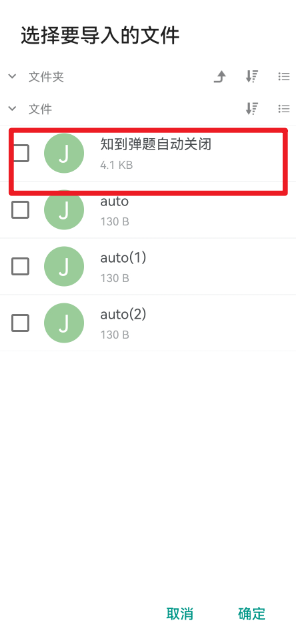 选择要导入的文件
文件夹
文件
J
知到弹题自动关闭
4.1 KB
J
auto
130 B
J
auto(1)
130 B
J
auto(2)
130 B
取消
确定